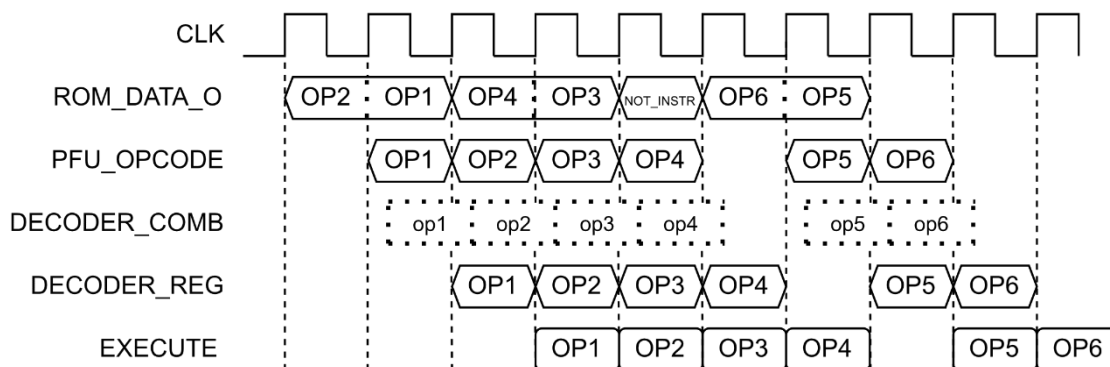 CLK
ROM_DATA_O OP2 OP1 OP4 OP3 NOT_INSTR OP6 OP5
PFU_OPCODE OP1 OP2 OP3 OP4 OP5 OP6
DECODER_COMB op1 op2 op3 op4 op5 op6
DECODER_REG OP1 OP2 OP3 OP4 OP5 OP6
EXECUTE OP1 OP2 OP3 OP4 OP5 OP6